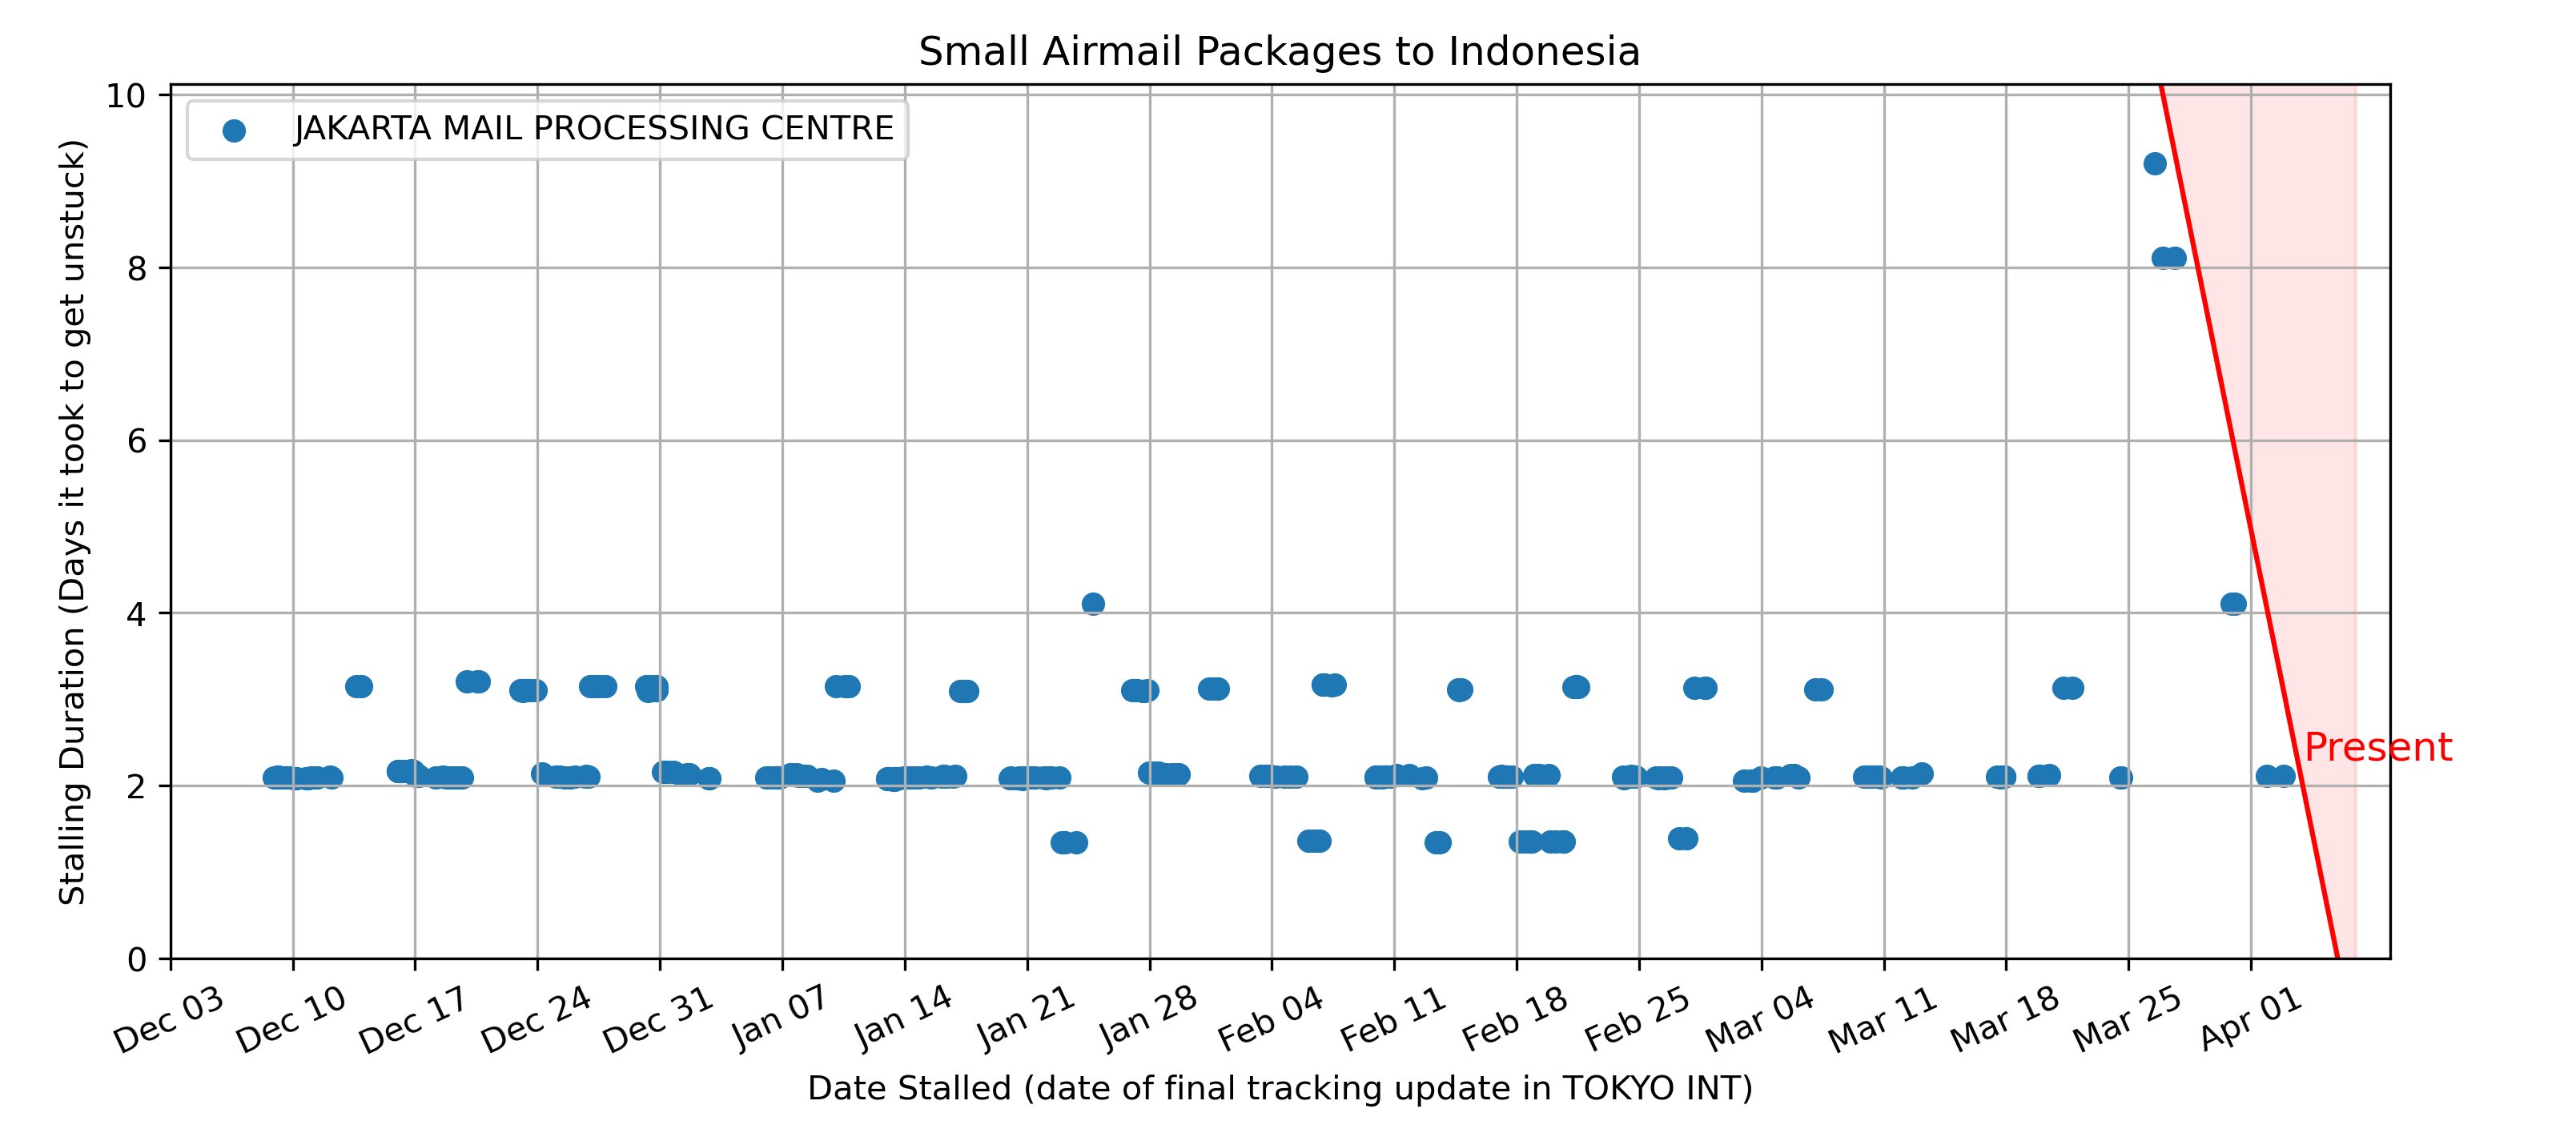 Small Airmail Packages to Indonesia
10
8
6
4
2
0
Stalling Duration (Days it took to get unstuck)
JAKARTA MAIL PROCESSING CENTRE
Present
Dec 03
Dec 10
Dec 17
Dec 24
Dec 31
Jan 07
Jan 14
Jan 21
Jan 28
Feb 04
Feb 11
Feb 18
Feb 25
Mar 04
Mar 11
Mar 18
Mar 25
Apr 01
Date Stalled (date of final tracking update in TOKYO INT)